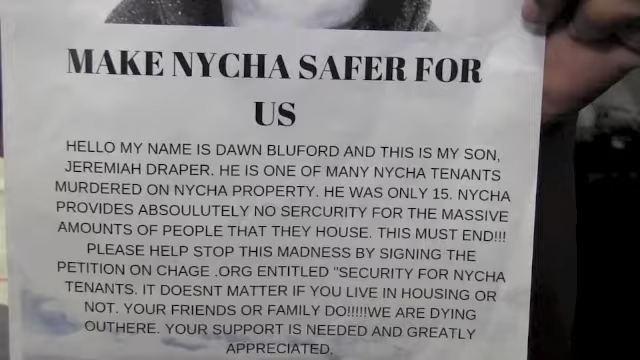 MAKE NYCHA SAFER FOR
US
HELLO MY NAME IS DAWN BLUFORD AND THIS IS MY SON,
JEREMIAH DRAPER. HE IS ONE OF MANY NYCHA TENANTS
MURDERED ON NYCHA PROPERTY. HE WAS ONLY 15. NYCHA
PROVIDES ABSOULUTELY NO SERCURITY FOR THE MASSIVE
AMOUNTS OF PEOPLE THAT THEY HOUSE. THIS MUST END!!!
PLEASE HELP STOP THIS MADNESS BY SIGNING THE
PETITION ON CHAGE .ORG ENTITLED "SECURITY FOR NYCHA
TENANTS. IT DOESNT MATTER IF YOU LIVE IN HOUSING OR
NOT. YOUR FRIENDS OR FAMILY DO!!!!!WE ARE DYING
OUTHERE. YOUR SUPPORT IS NEEDED AND GREATLY
APPRECIATED.